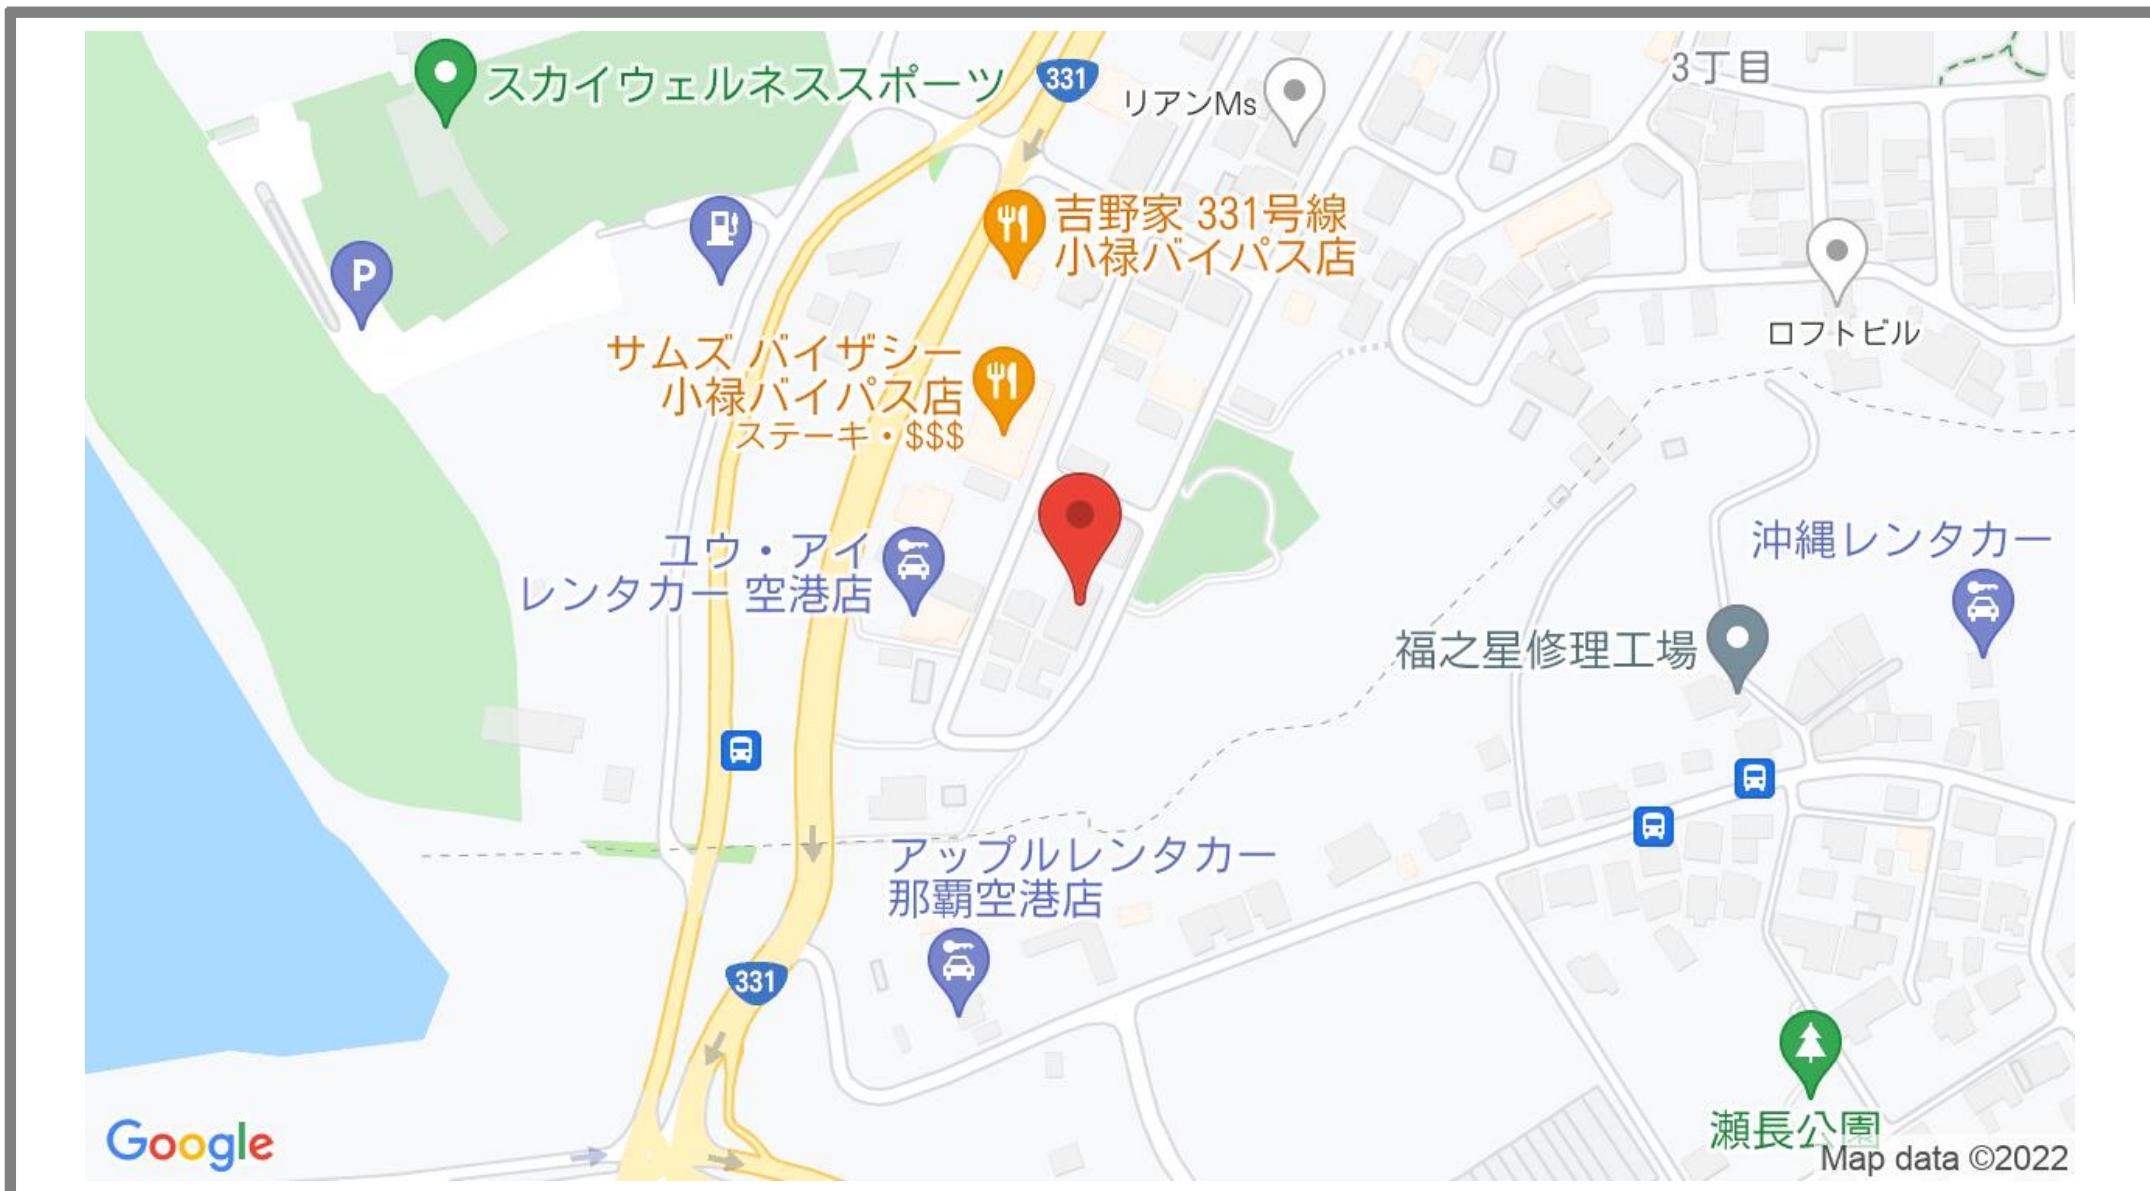 スカイウェルネススポーツ
331
リアンMs
3丁目
吉野家 331号線
小禄バイパス店
P
サムズ バイザシー
小禄バイパス店
ステーキ・$$$
ロフトビル
ユウ・アイ
レンタカー 空港店
沖縄レンタカー
福之星修理工場
アップルレンタカー
那覇空港店
331
瀬長公園
Google
Map data ©2022